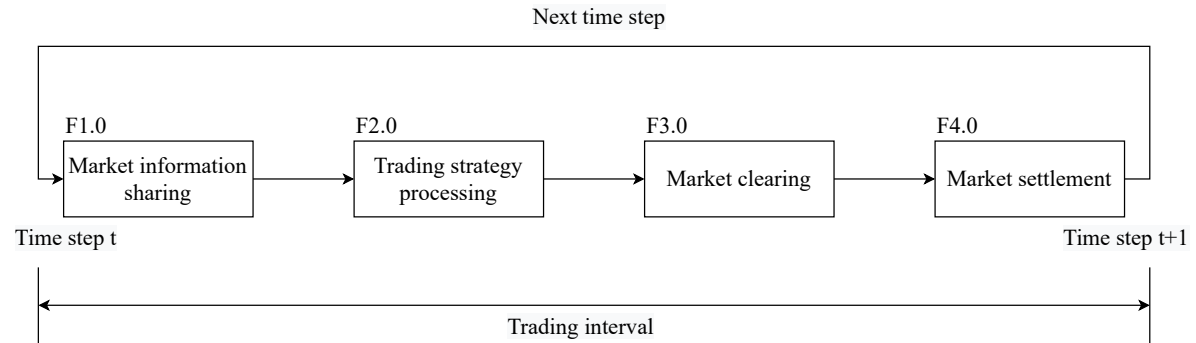 Next time step
F1.0
Market information
sharing
F2.0
Trading strategy
processing
F3.0
Market clearing
F4.0
Market settlement
Time step t
Time step t+1
Trading interval